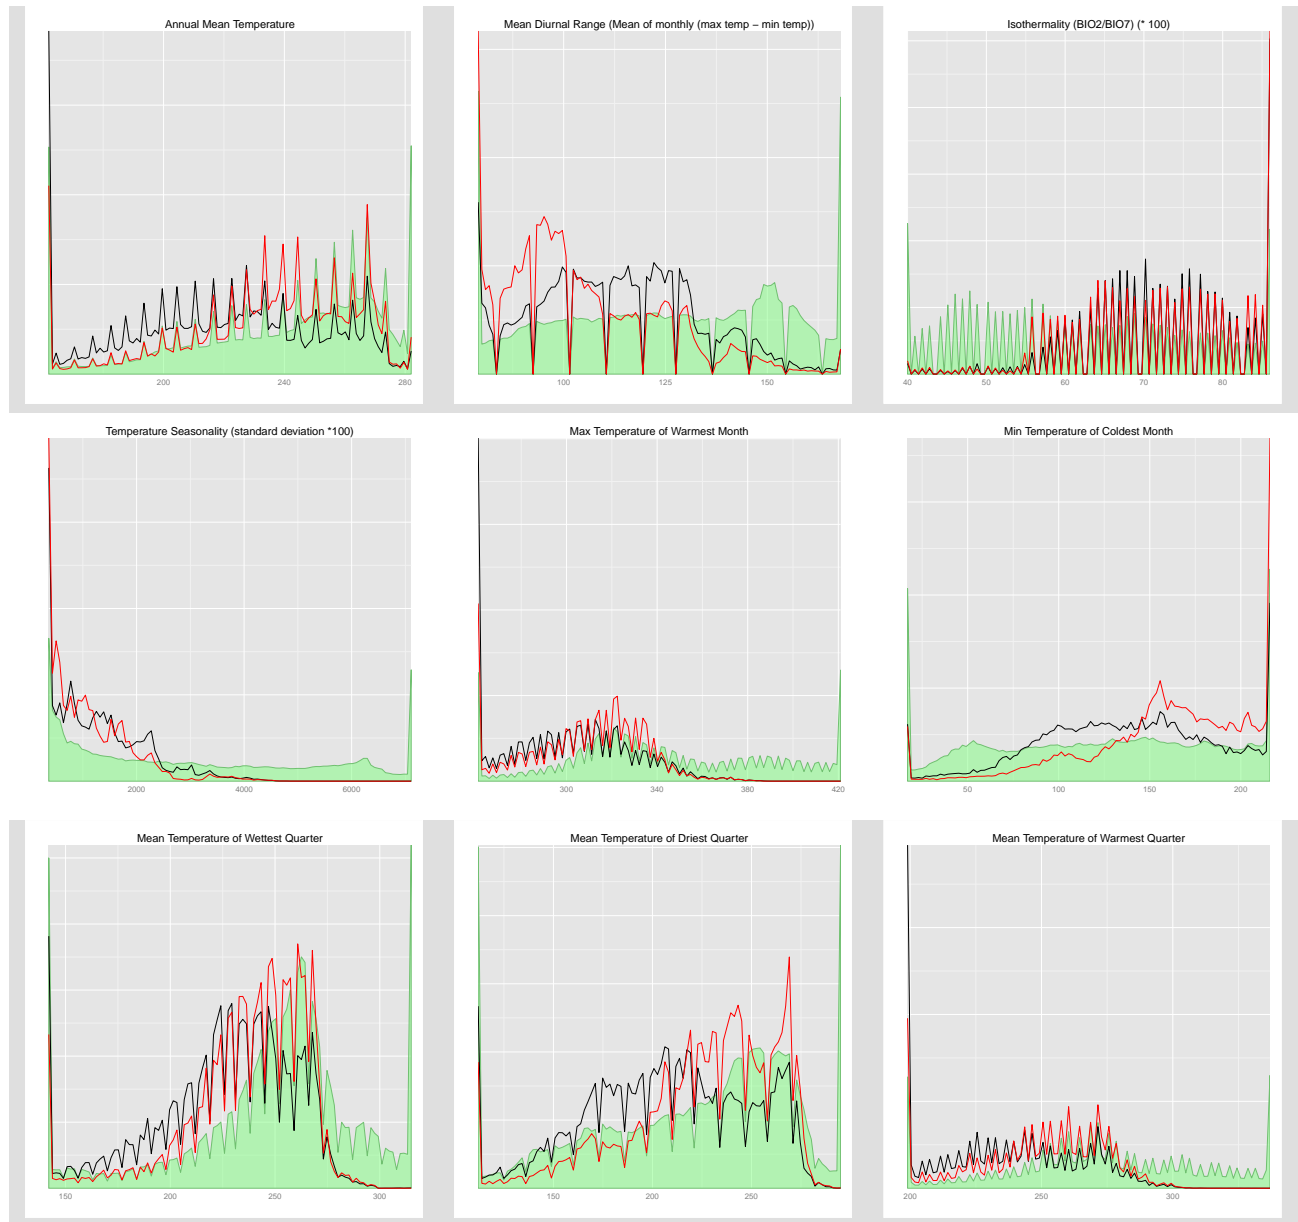 Annual Mean Temperature
200 240 280
Mean Diurnal Range (Mean of monthly (max temp − min temp))
100 125 150
Isothermality (BIO2/BIO7) (* 100)
40 50 60 70 80
Temperature Seasonality (standard deviation *100)
2000 4000 6000
Max Temperature of Warmest Month
300 340 380 420
Min Temperature of Coldest Month
50 100 150 200
Mean Temperature of Wettest Quarter
150 200 250 300
Mean Temperature of Driest Quarter
150 200 250
Mean Temperature of Warmest Quarter
200 250 300